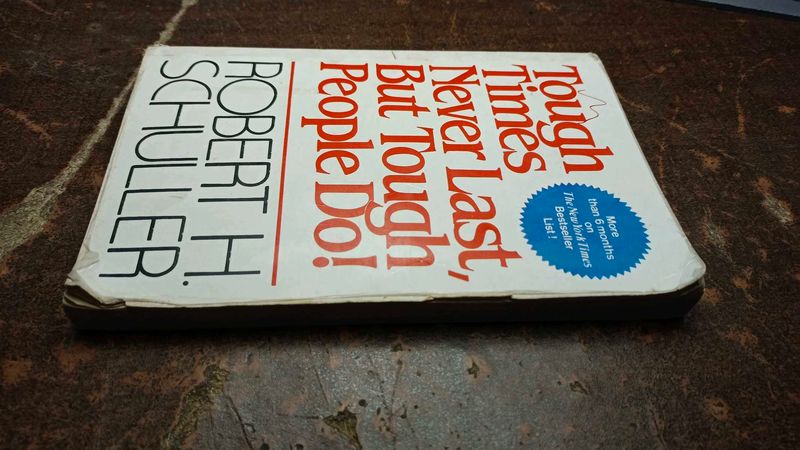 Tough
Times
Never Last,
But Tough
People Do!
More
than 6 months
on
The New York Times
Bestseller
List!
ROBERT H.
SCHULLER